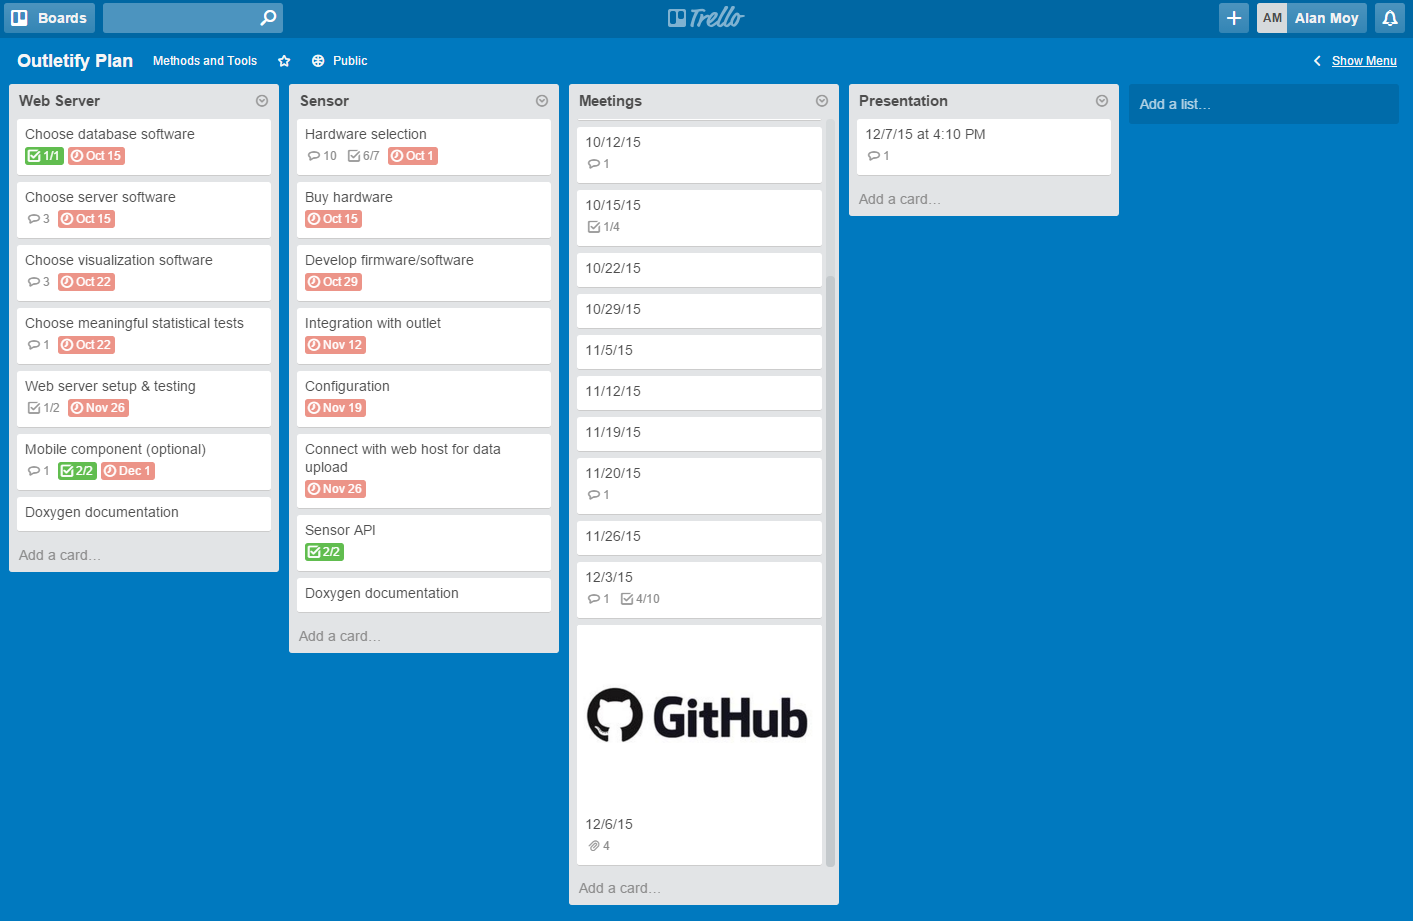 Boards
Trello
AM Alan Moy
Outletify Plan Methods and Tools Public
Show Menu
Web Server
Choose database software
1/1 Oct 15
Choose server software
3 Oct 15
Choose visualization software
3 Oct 22
Choose meaningful statistical tests
1 Oct 22
Web server setup & testing
1/2 Nov 26
Mobile component (optional)
1 2/2 Dec 1
Doxygen documentation
Add a card…
Sensor
Hardware selection
10 6/7 Oct 1
Buy hardware
Oct 15
Develop firmware/software
Oct 29
Integration with outlet
Nov 12
Configuration
Nov 19
Connect with web host for data
upload
Nov 26
Sensor API
2/2
Doxygen documentation
Add a card…
Meetings
10/12/15
1
10/15/15
1/4
10/22/15
10/29/15
11/5/15
11/12/15
11/19/15
11/20/15
1
11/26/15
12/3/15
1 4/10
GitHub
12/6/15
4
Add a card…
Presentation
12/7/15 at 4:10 PM
1
Add a card…
Add a list…